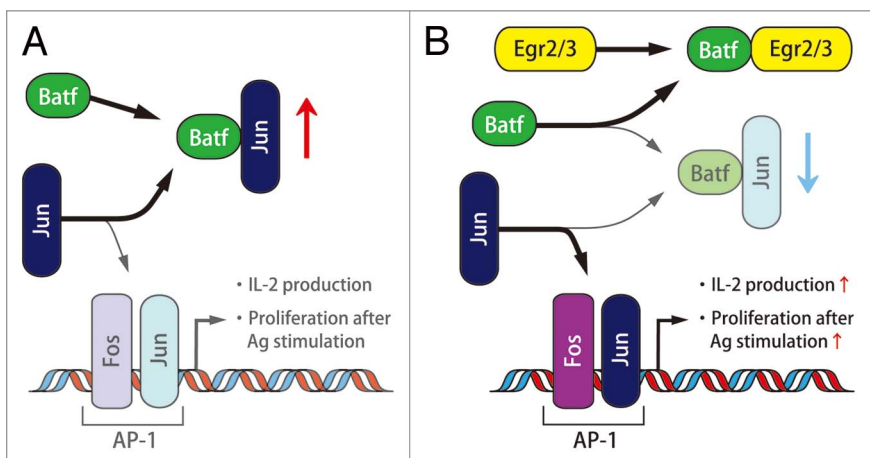 A
Batf
Batf
Jun
Jun
Fos
Jun
• IL-2 production
• Proliferation after
Ag stimulation
AP-1
B
Egr2/3
Batf
Egr2/3
Batf
Batf
Jun
Jun
Fos
Jun
• IL-2 production ↑
• Proliferation after
Ag stimulation ↑
AP-1